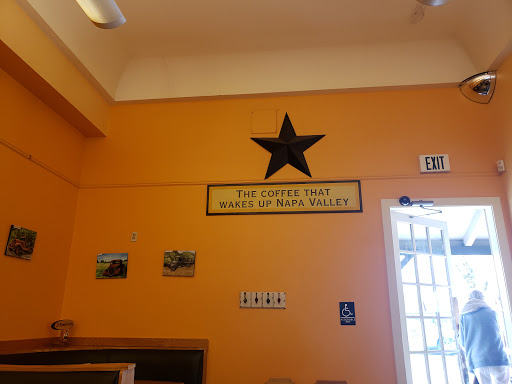 EXIT
THE COFFEE THAT
WAKES UP NAPA VALLEY